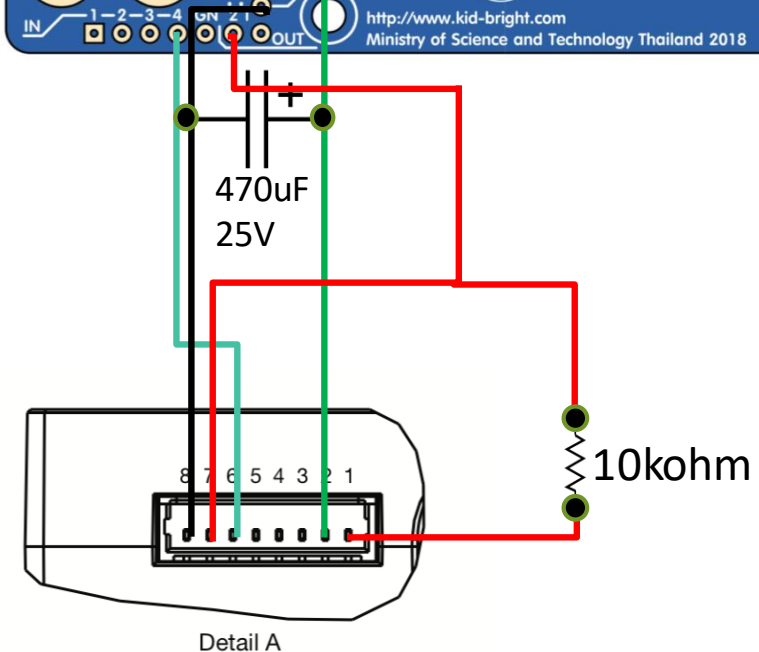 IN 1-2-3-4 GN 2 1 OUT
http://www.kid-bright.com
Ministry of Science and Technology Thailand 2018
+
470uF
25V
10kohm
8 7 6 5 4 3 2 1
Detail A